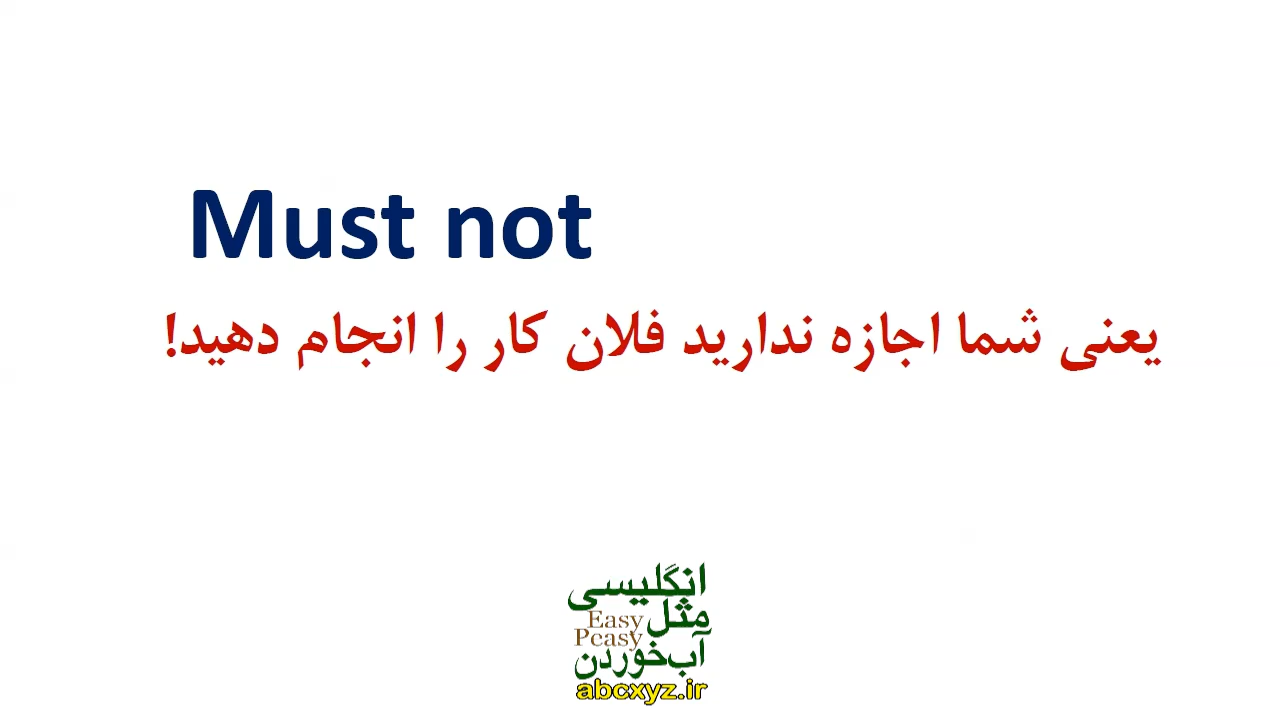 Must not
یعنی شما اجازه ندارید فلان کار را انجام دهید!
انگلیسی
مثل
Easy
Peasy
آب‌خوردن
abcxyz.ir